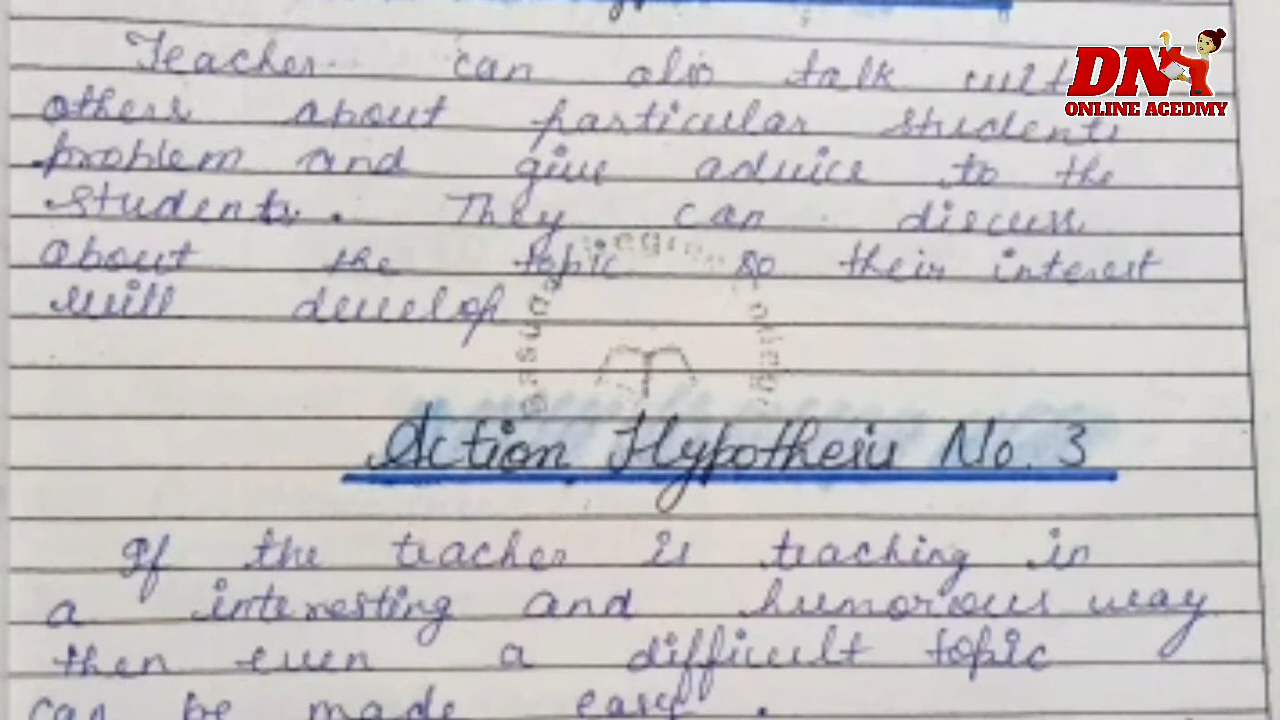 Teacher can also talk with
others about particular students
problem and give advice to the
students. They can discuss
about the topic so their interest
will develop
Action Hypothesis No. 3
If the teacher is teaching in
a interesting and humorous way
then even a difficult topic
can be made easy.
DN
ONLINE ACEDMY